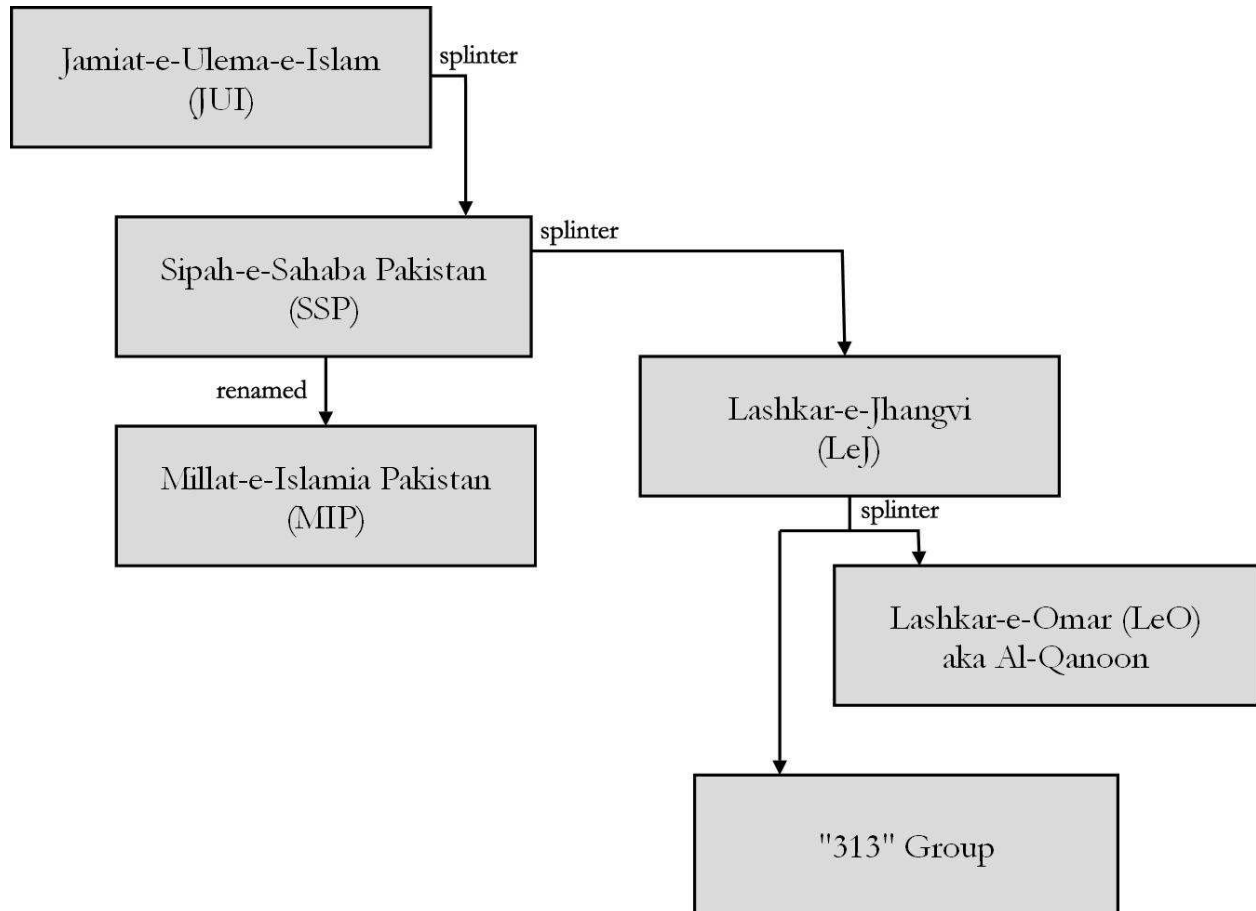 Jamiat-e-Ulema-e-Islam
(JUI)
splinter
Sipah-e-Sahaba Pakistan
(SSP)
splinter
renamed
Millat-e-Islamia Pakistan
(MIP)
Lashkar-e-Jhangvi
(LeJ)
splinter
Lashkar-e-Omar (LeO)
aka Al-Qanoon
"313" Group